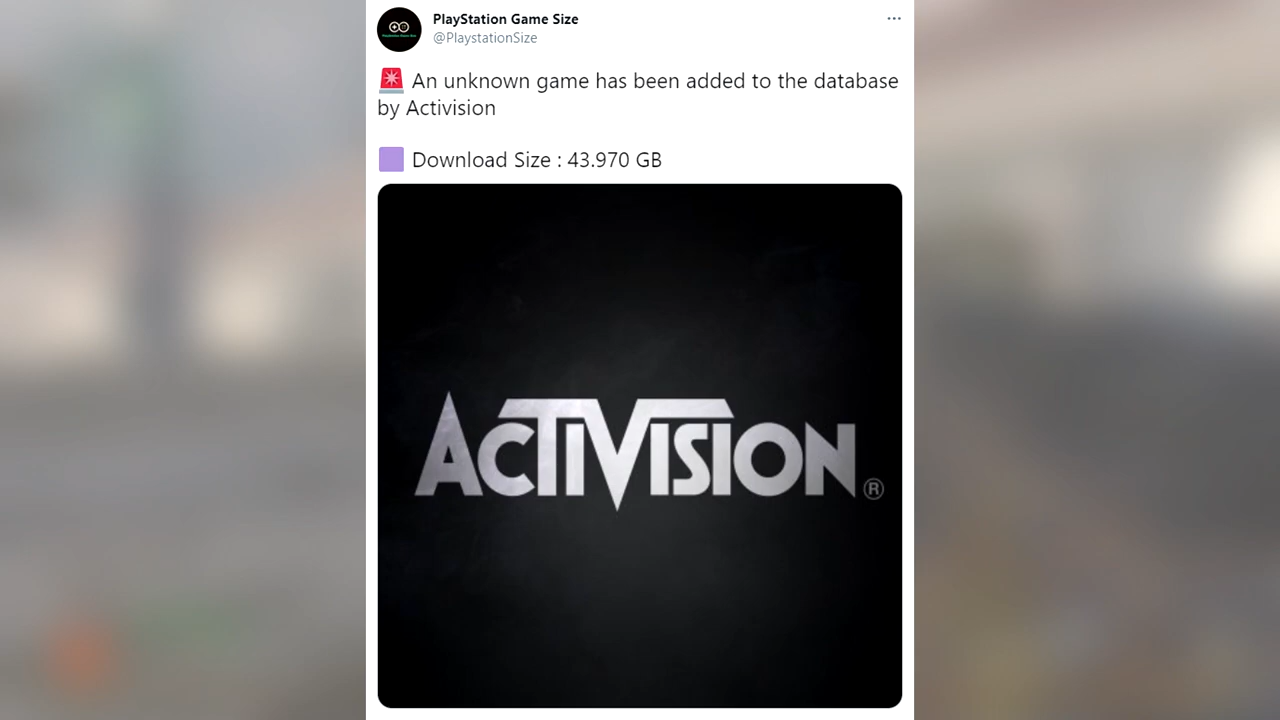 PlayStation Game Size
@PlaystationSize
🚨 An unknown game has been added to the database
by Activision
🟪 Download Size : 43.970 GB
ACTIVISION ®